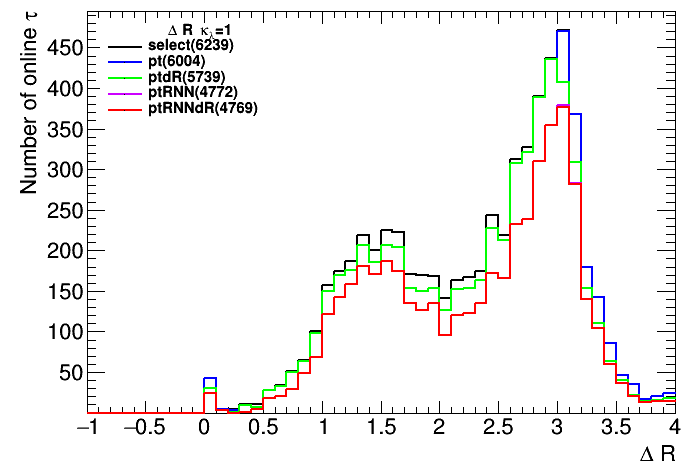 Δ R κλ=1
select(6239)
pt(6004)
ptdR(5739)
ptRNN(4772)
ptRNNdR(4769)
Number of online τ
450
400
350
300
250
200
150
100
50
−1 −0.5 0 0.5 1 1.5 2 2.5 3 3.5 4
Δ R